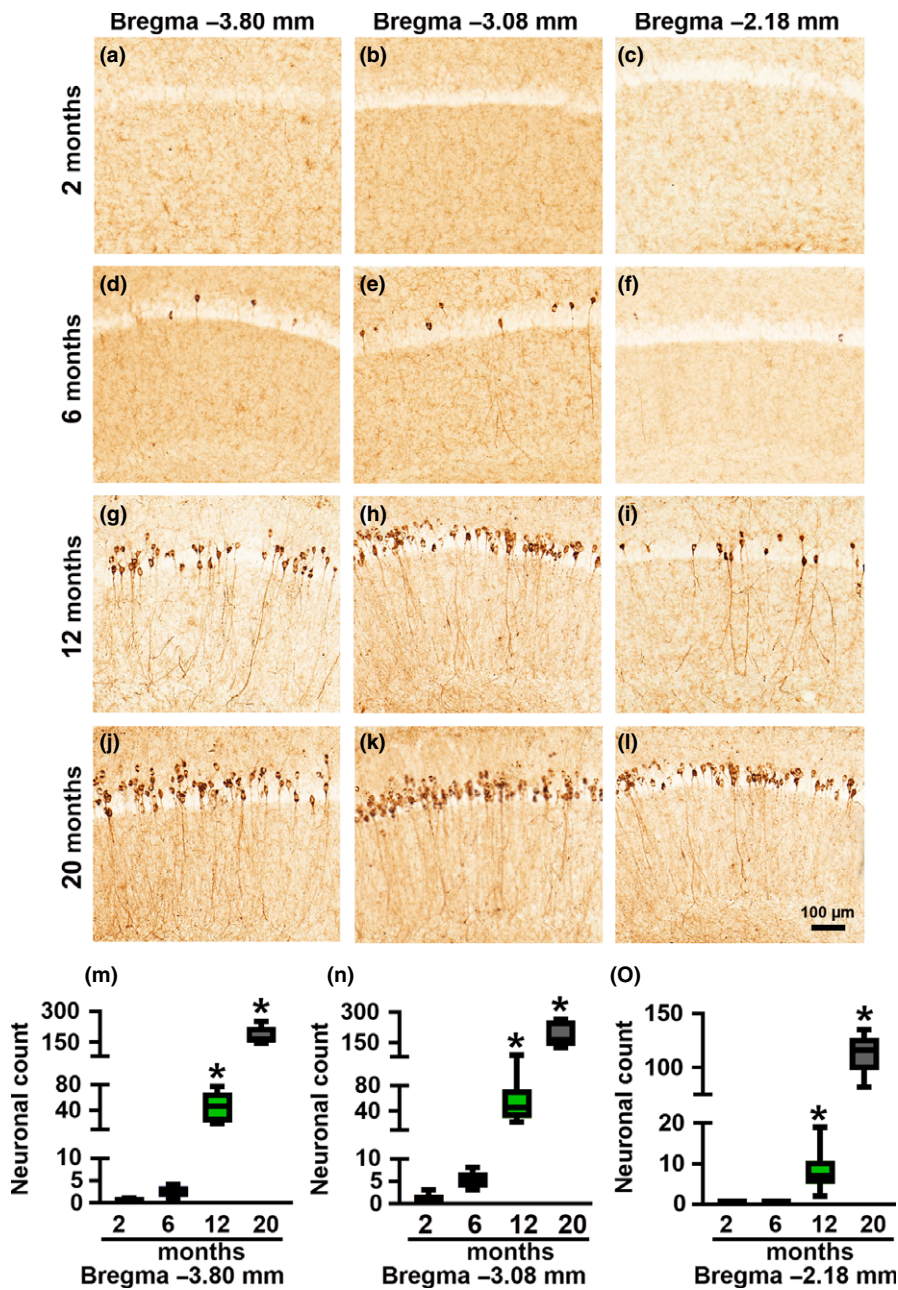 Bregma –3.80 mm Bregma –3.08 mm Bregma –2.18 mm
(a) (b) (c)
2 months
(d) (e) (f)
6 months
(g) (h) (i)
12 months
(j) (k) (l)
20 months
100 µm
(m) (n) (O)
Neuronal count
300
150
80
40
10
5
0
2 6 12 20
months
Bregma –3.80 mm
* *
Neuronal count
300
150
80
40
10
5
0
2 6 12 20
months
Bregma –3.08 mm
* *
Neuronal count
150
100
20
10
0
2 6 12 20
months
Bregma –2.18 mm
* *